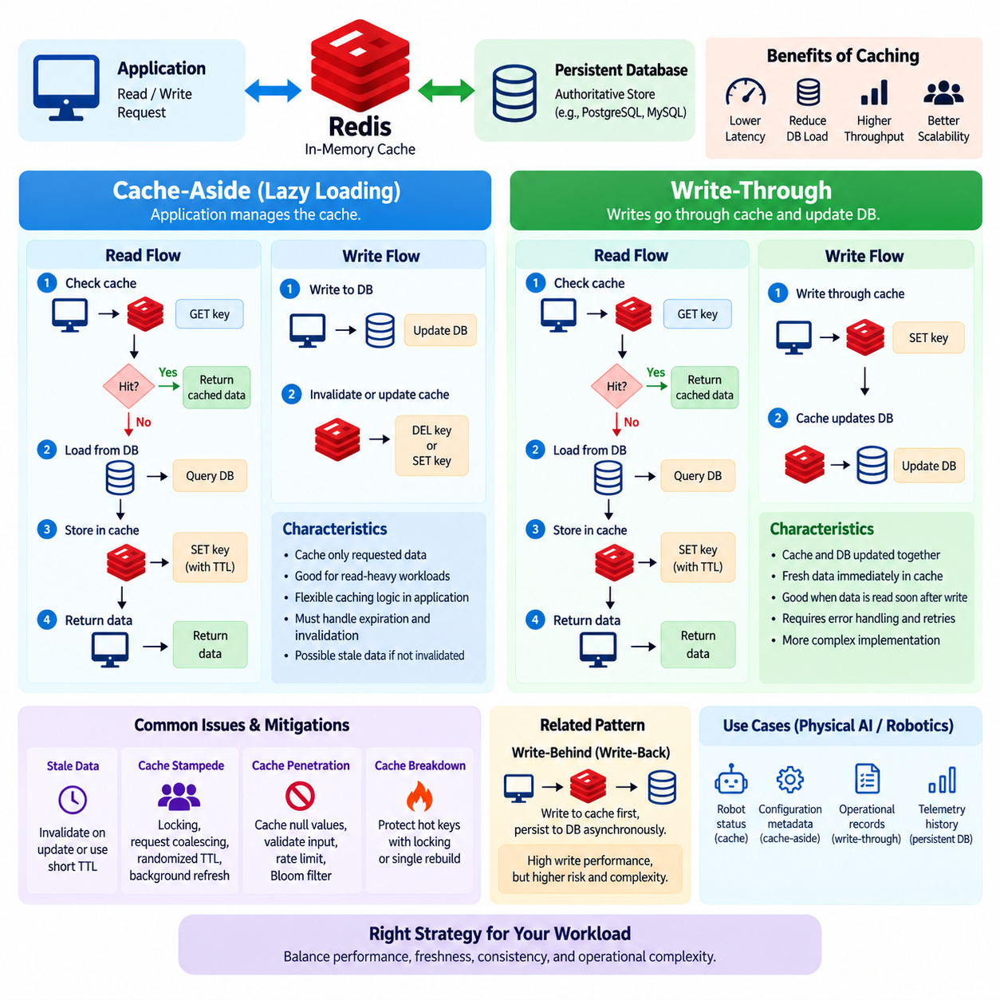 Application
Read / Write
Request
Redis
In-Memory Cache
Persistent Database
Authoritative Store
(e.g., PostgreSQL, MySQL)
Benefits of Caching
Lower
Latency
Reduce
DB Load
Higher
Throughput
Better
Scalability
Cache-Aside (Lazy Loading)
Application manages the cache.
Read Flow
1 Check cache
GET key
Hit?
Yes
Return
cached data
No
2 Load from DB
Query DB
3 Store in cache
SET key
(with TTL)
4 Return data
Return
data
Write Flow
1 Write to DB
Update DB
2 Invalidate or update cache
DEL key
or
SET key
Characteristics
• Cache only requested data
• Good for read-heavy workloads
• Flexible caching logic in application
• Must handle expiration and
invalidation
• Possible stale data if not invalidated
Write-Through
Writes go through cache and update DB.
Read Flow
1 Check cache
GET key
Hit?
Yes
Return
cached data
No
2 Load from DB
Query DB
3 Store in cache
SET key
(with TTL)
4 Return data
Return
data
Write Flow
1 Write through cache
SET key
2 Cache updates DB
Update DB
Characteristics
• Cache and DB updated together
• Fresh data immediately in cache
• Good when data is read soon after write
• Requires error handling and retries
• More complex implementation
Common Issues & Mitigations
Stale Data
Invalidate on
update or use
short TTL
Cache Stampede
Locking,
request coalescing,
randomized TTL,
background refresh
Cache Penetration
Cache null values,
validate input,
rate limit,
Bloom filter
Cache Breakdown
Protect hot keys
with locking
or single rebuild
Related Pattern
Write-Behind (Write-Back)
Write to cache first,
persist to DB asynchronously.
High write performance,
but higher risk and complexity.
Use Cases (Physical AI / Robotics)
Robot
status
(cache)
Configuration
metadata
(cache-aside)
Operational
records
(write-through)
Telemetry
history
(persistent DB)
Right Strategy for Your Workload
Balance performance, freshness, consistency, and operational complexity.